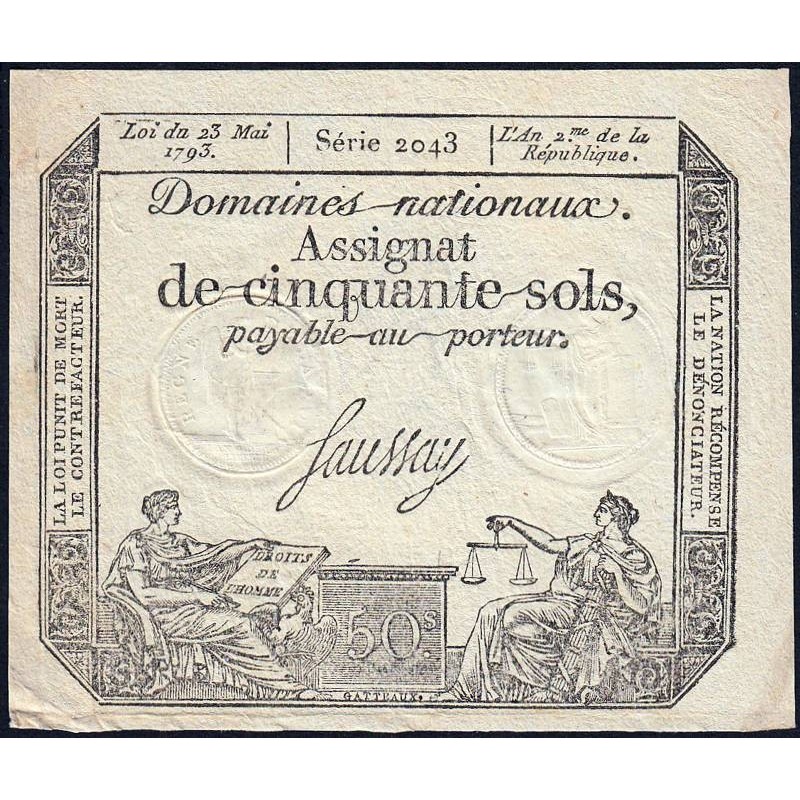 Loi du 23 Mai
1793.
Série 2043
L'An 2.me de la
République.
Domaines nationaux.
Assignat
de cinquante sols,
payable au porteur.
LA LOI PUNIT DE MORT
LE CONTREFACTEUR.
LA NATION RÉCOMPENSE
LE DÉNONCIATEUR.
Saussay
DROITS
DE
L'HOMME
50.s
GATTEAUX.